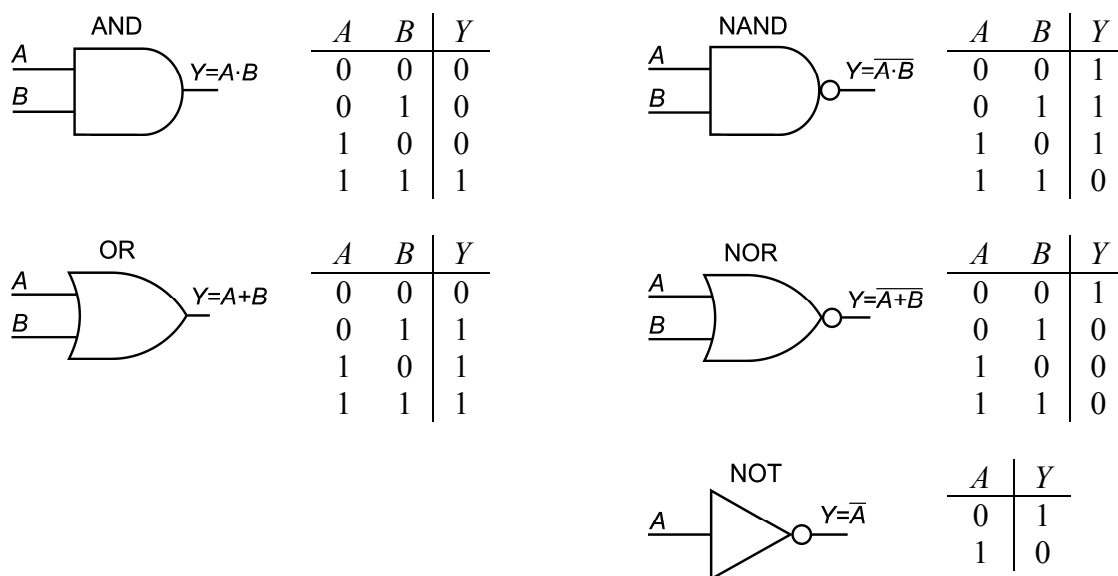 AND
A
B
Y=A·B
A B Y
0 0 0
0 1 0
1 0 0
1 1 1
NAND
A
B
Y=\overline{A·B}
A B Y
0 0 1
0 1 1
1 0 1
1 1 0
OR
A
B
Y=A+B
A B Y
0 0 0
0 1 1
1 0 1
1 1 1
NOR
A
B
Y=\overline{A+B}
A B Y
0 0 1
0 1 0
1 0 0
1 1 0
NOT
A
Y=\overline{A}
A Y
0 1
1 0